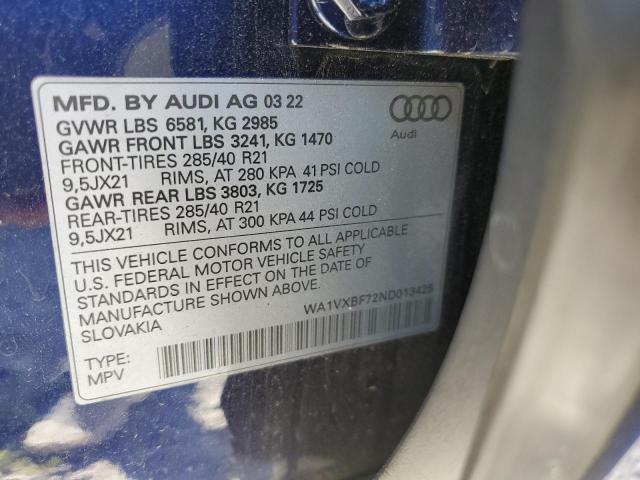 MFD. BY AUDI AG 03 22
GVWR LBS 6581, KG 2985
GAWR FRONT LBS 3241, KG 1470
FRONT-TIRES 285/40 R21
9,5JX21 RIMS, AT 280 KPA 41 PSI COLD
GAWR REAR LBS 3803, KG 1725
REAR-TIRES 285/40 R21
9,5JX21 RIMS, AT 300 KPA 44 PSI COLD
Audi
THIS VEHICLE CONFORMS TO ALL APPLICABLE
U.S. FEDERAL MOTOR VEHICLE SAFETY
STANDARDS IN EFFECT ON THE DATE OF
MANUFACTURE SHOWN ABOVE.
SLOVAKIA
WA1VXBF72ND013425
TYPE:
MPV